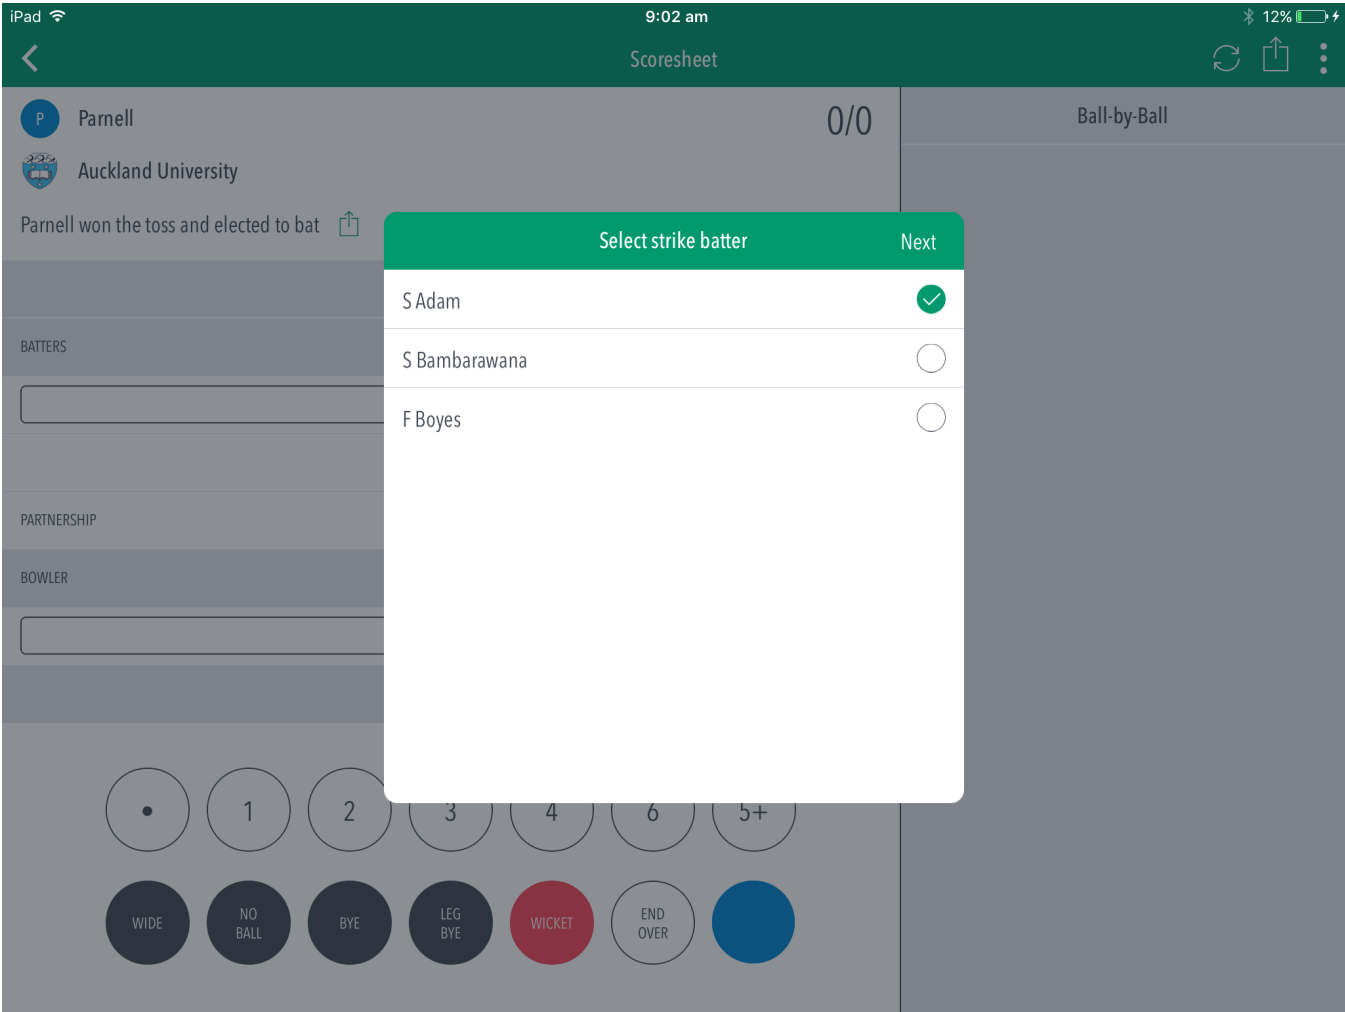 iPad
9:02 am
12%
Scoresheet
P
Parnell
0/0
Auckland University
Parnell won the toss and elected to bat
Ball-by-Ball
Select strike batter
Next
S Adam
S Bambarawana
F Boyes
BATTERS
PARTNERSHIP
BOWLER
• 1 2 3 4 6 5+
WIDE
NO
BALL
BYE
LEG
BYE
WICKET
END
OVER